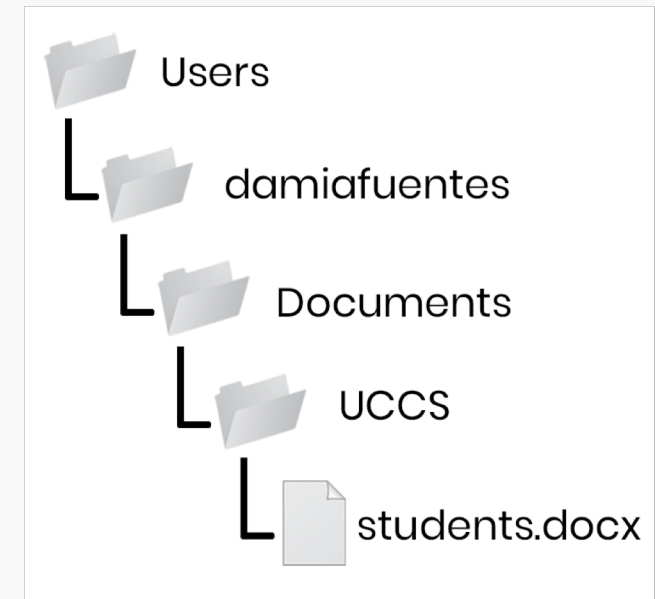 Users
damiafuentes
Documents
UCCS
students.docx